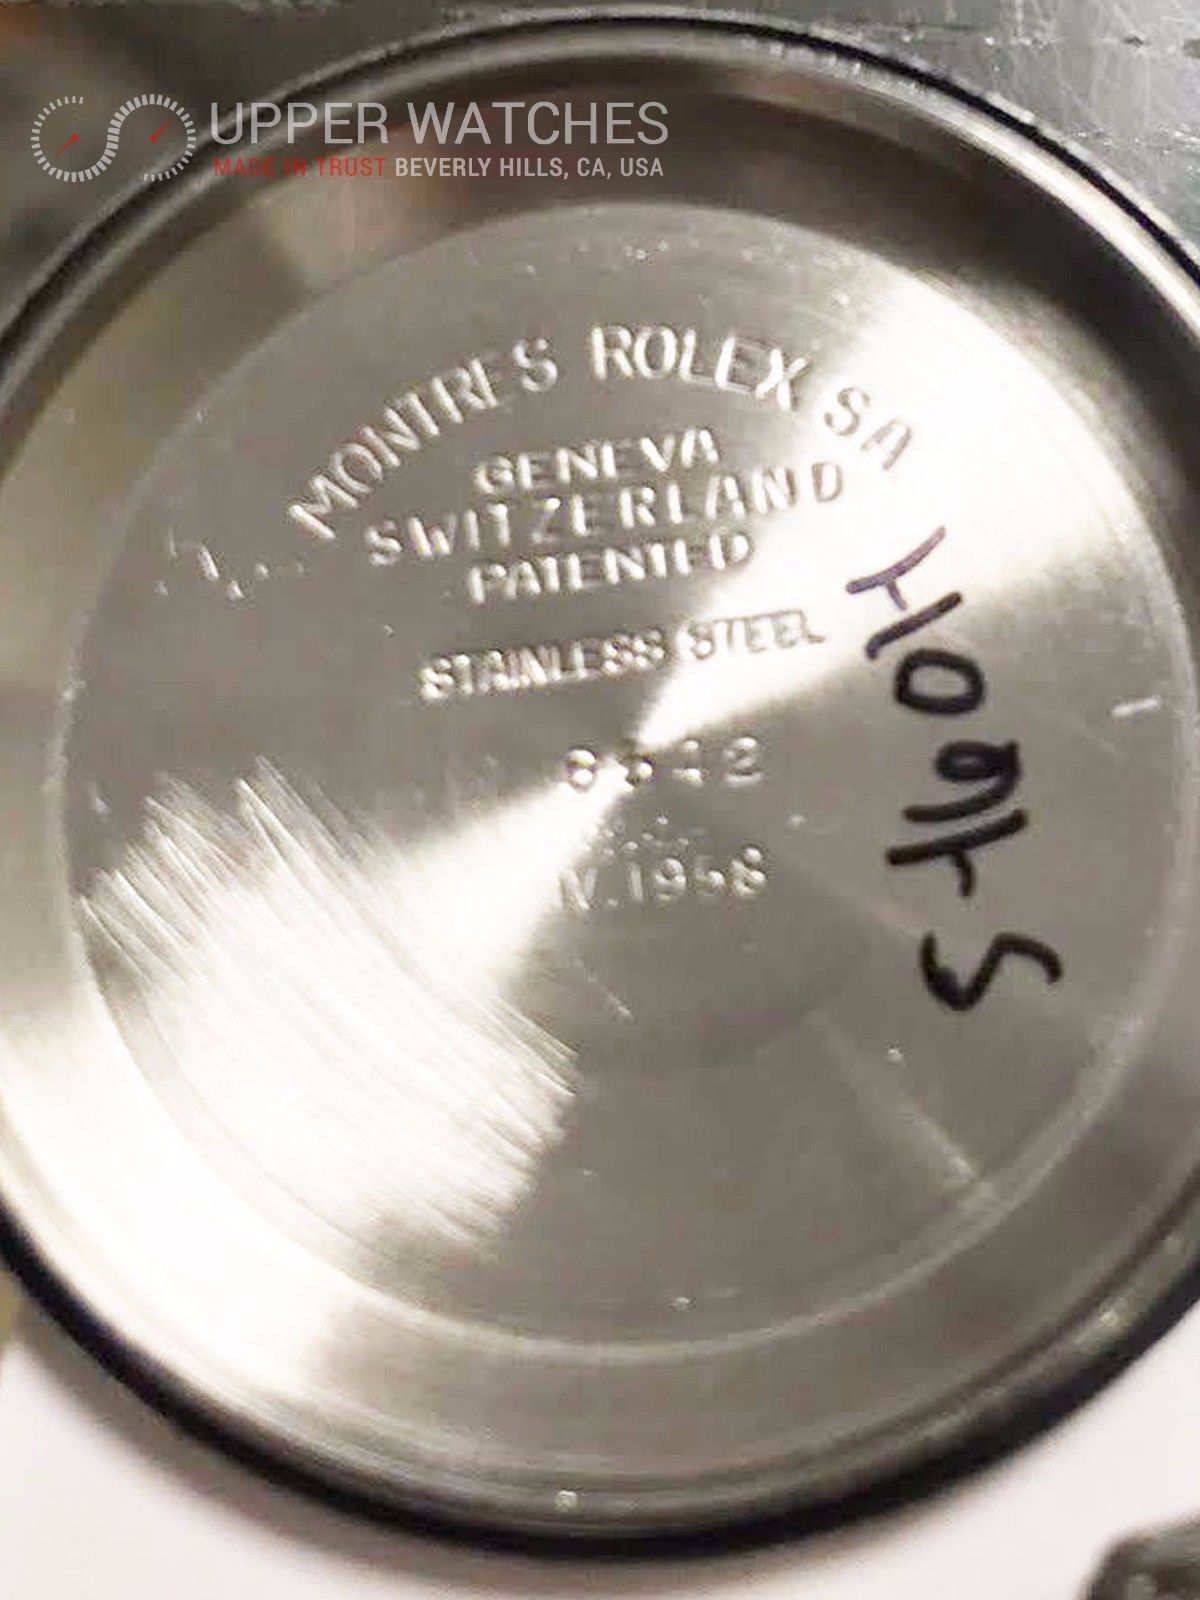 UPPER WATCHES
MADE IN TRUST BEVERLY HILLS, CA, USA
MONTRES ROLEX SA
GENEVA
SWITZERLAND
PATENTED
STAINLESS STEEL